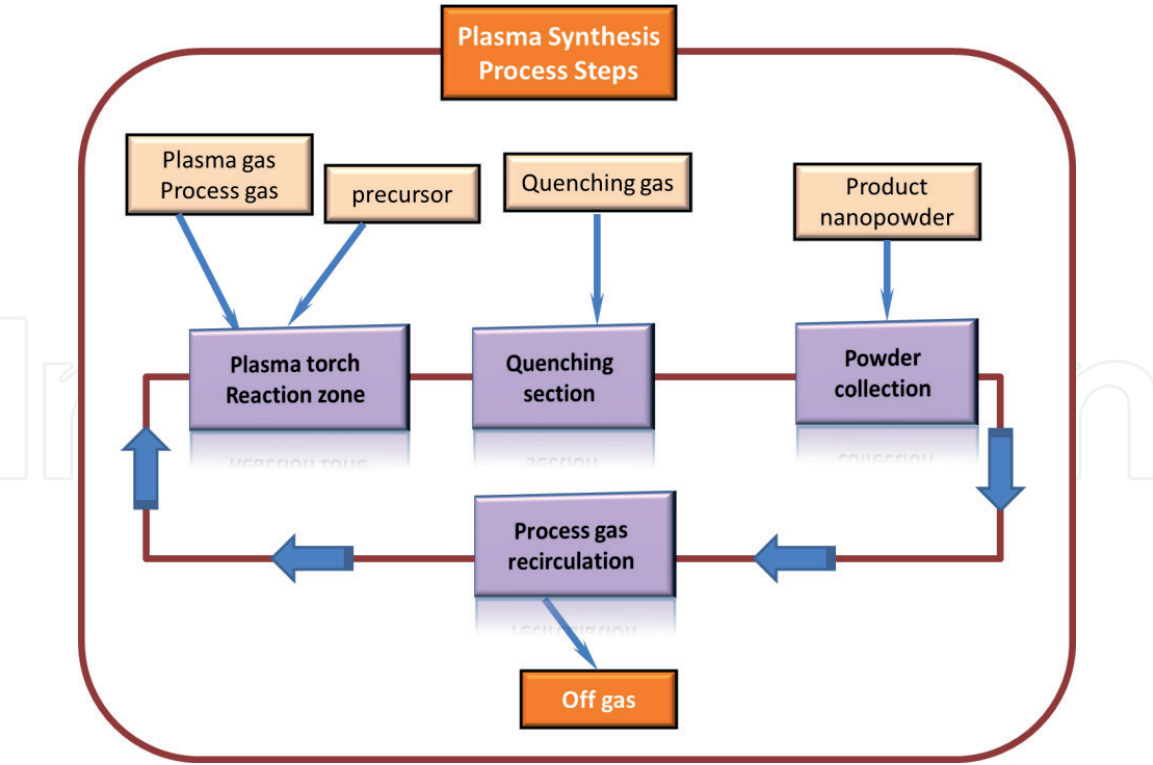 Plasma Synthesis
Process Steps
Plasma gas
Process gas
precursor
Quenching gas
Product
nanopowder
Plasma torch
Reaction zone
Quenching
section
Powder
collection
Process gas
recirculation
Off gas